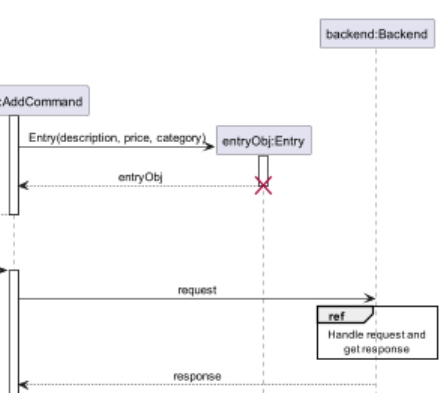 backend:Backend
:AddCommand
Entry(description, price, category)
entryObj:Entry
entryObj
request
ref
Handle request and
get response
response